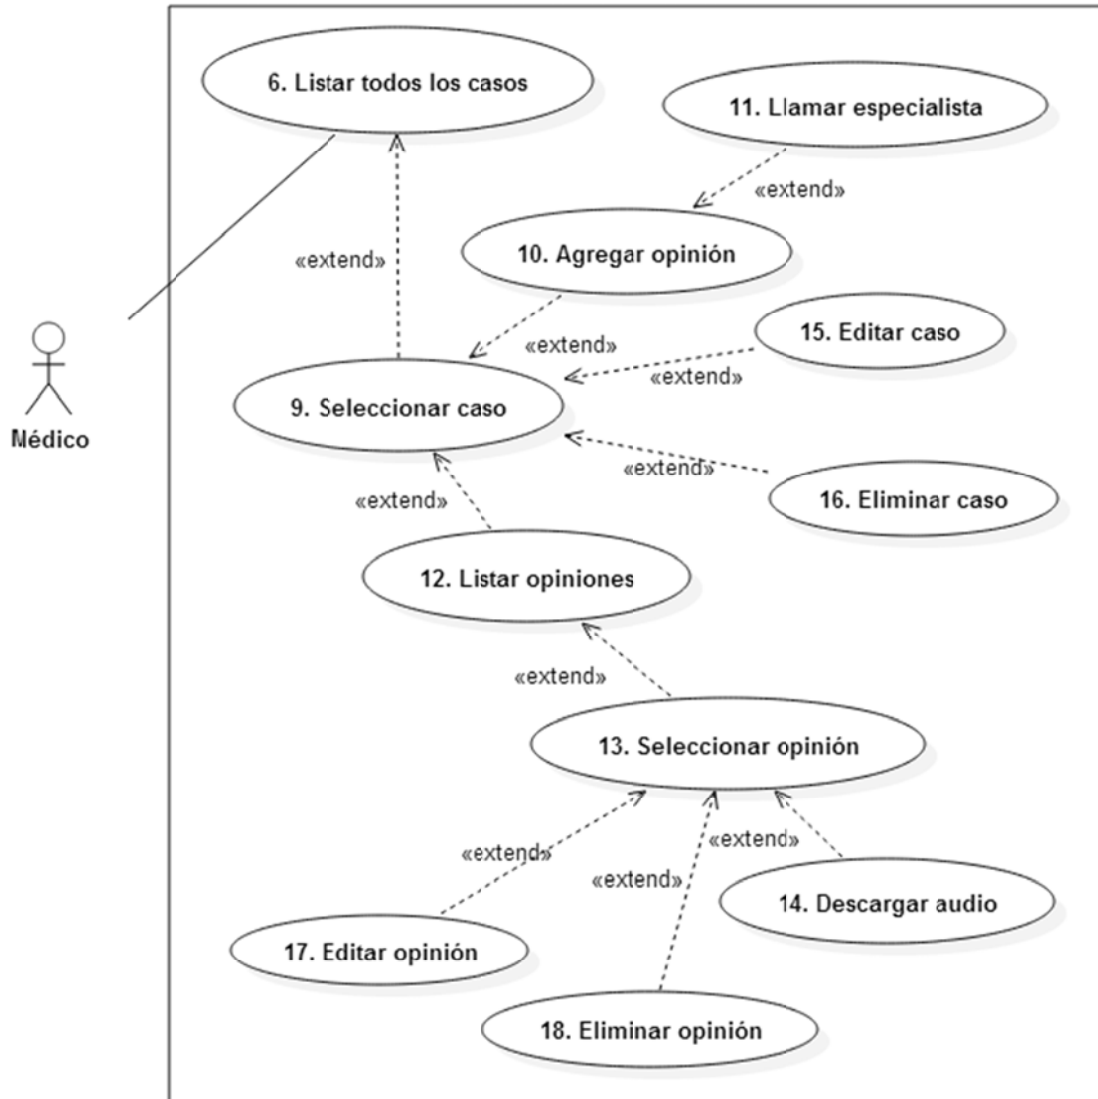 6. Listar todos los casos
11. Llamar especialista
«extend»
10. Agregar opinión
«extend»
15. Editar caso
«extend»
«extend»
9. Seleccionar caso
Médico
«extend»
16. Eliminar caso
«extend»
12. Listar opiniones
«extend»
13. Seleccionar opinión
«extend»
«extend»
«extend»
14. Descargar audio
17. Editar opinión
18. Eliminar opinión